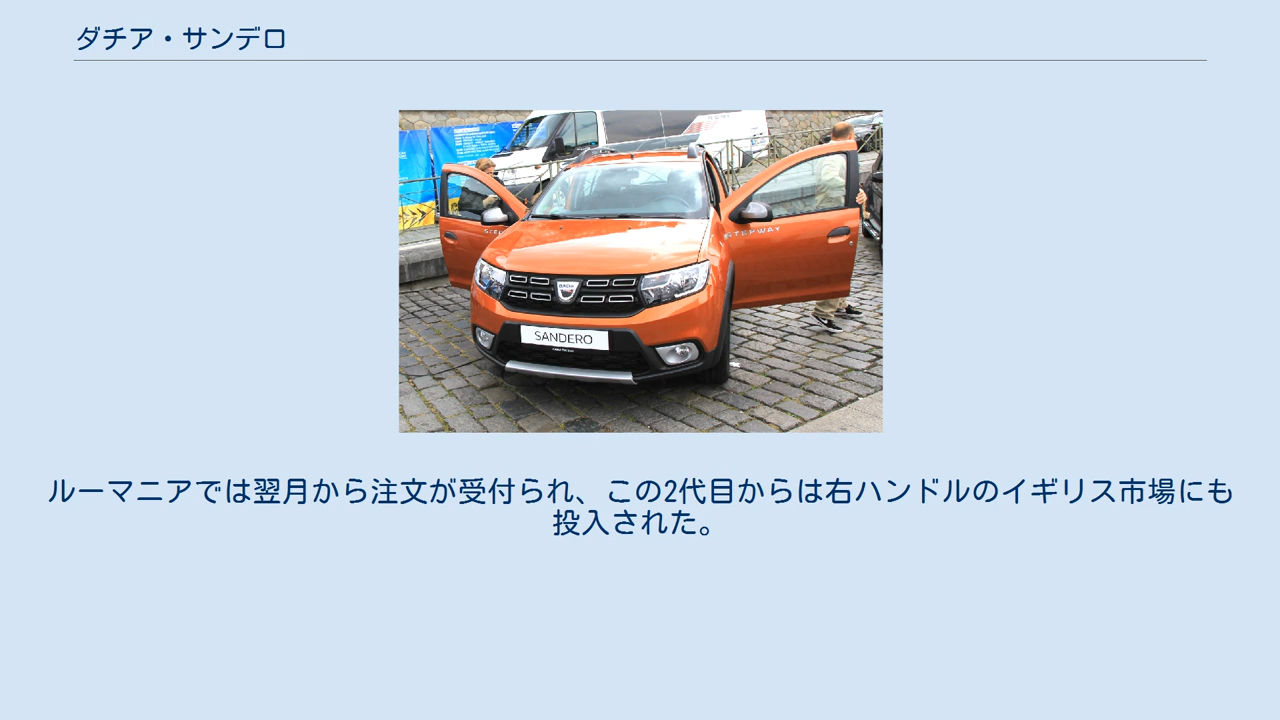 ダチア・サンデロ
STEPWAY
DACIA
SANDERO
ルーマニアでは翌月から注文が受付られ、この2代目からは右ハンドルのイギリス市場にも
投入された。